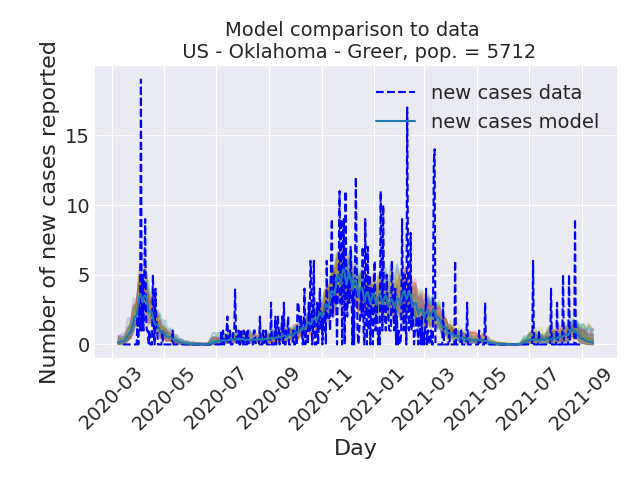 Model comparison to data
US - Oklahoma - Greer, pop. = 5712
new cases data
new cases model
Number of new cases reported
15
10
5
0
2020-03
2020-05
2020-07
2020-09
2020-11
2021-01
2021-03
2021-05
2021-07
2021-09
Day